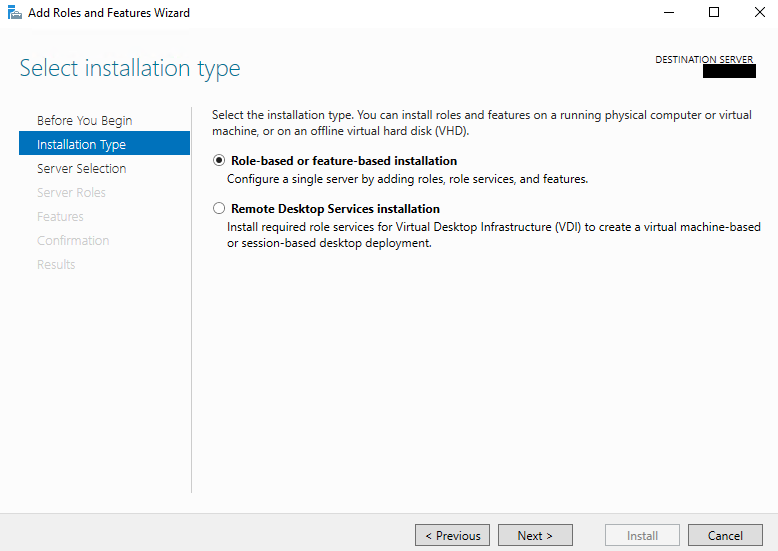 Add Roles and Features Wizard
Select installation type
DESTINATION SERVER
Before You Begin
Installation Type
Server Selection
Server Roles
Features
Confirmation
Results
Select the installation type. You can install roles and features on a running physical computer or virtual
machine, or on an offline virtual hard disk (VHD).
Role-based or feature-based installation
Configure a single server by adding roles, role services, and features.
Remote Desktop Services installation
Install required role services for Virtual Desktop Infrastructure (VDI) to create a virtual machine-based
or session-based desktop deployment.
< Previous
Next >
Install
Cancel